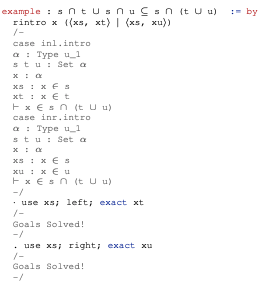 example : s ∩ t ∪ s ∩ u ⊆ s ∩ (t ∪ u)  := by
  rintro x (⟨xs, xt⟩ | ⟨xs, xu⟩)
  /-
  case inl.intro
  α : Type u_1
  s t u : Set α
  x : α
  xs : x ∈ s
  xt : x ∈ t
  ⊢ x ∈ s ∩ (t ∪ u)
  case inr.intro
  α : Type u_1
  s t u : Set α
  x : α
  xs : x ∈ s
  xu : x ∈ u
  ⊢ x ∈ s ∩ (t ∪ u)
  -/
  · use xs; left; exact xt
  /-
  Goals Solved!
  -/
  . use xs; right; exact xu
  /-
  Goals Solved!
  -/